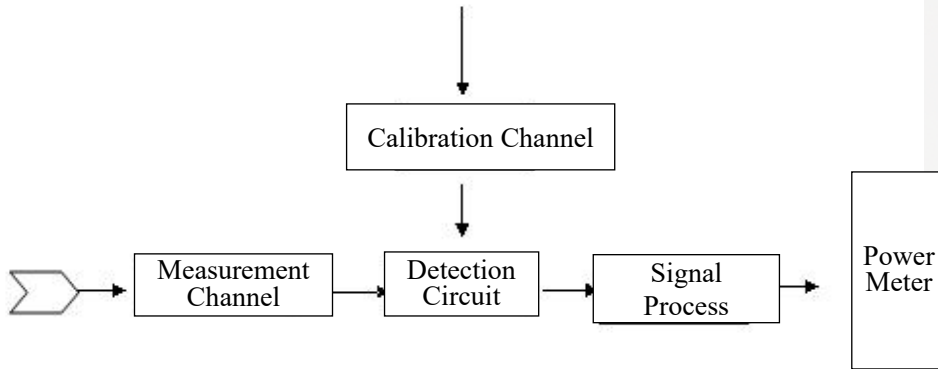 Calibration Channel
Measurement
Channel
Detection
Circuit
Signal
Process
Power
Meter